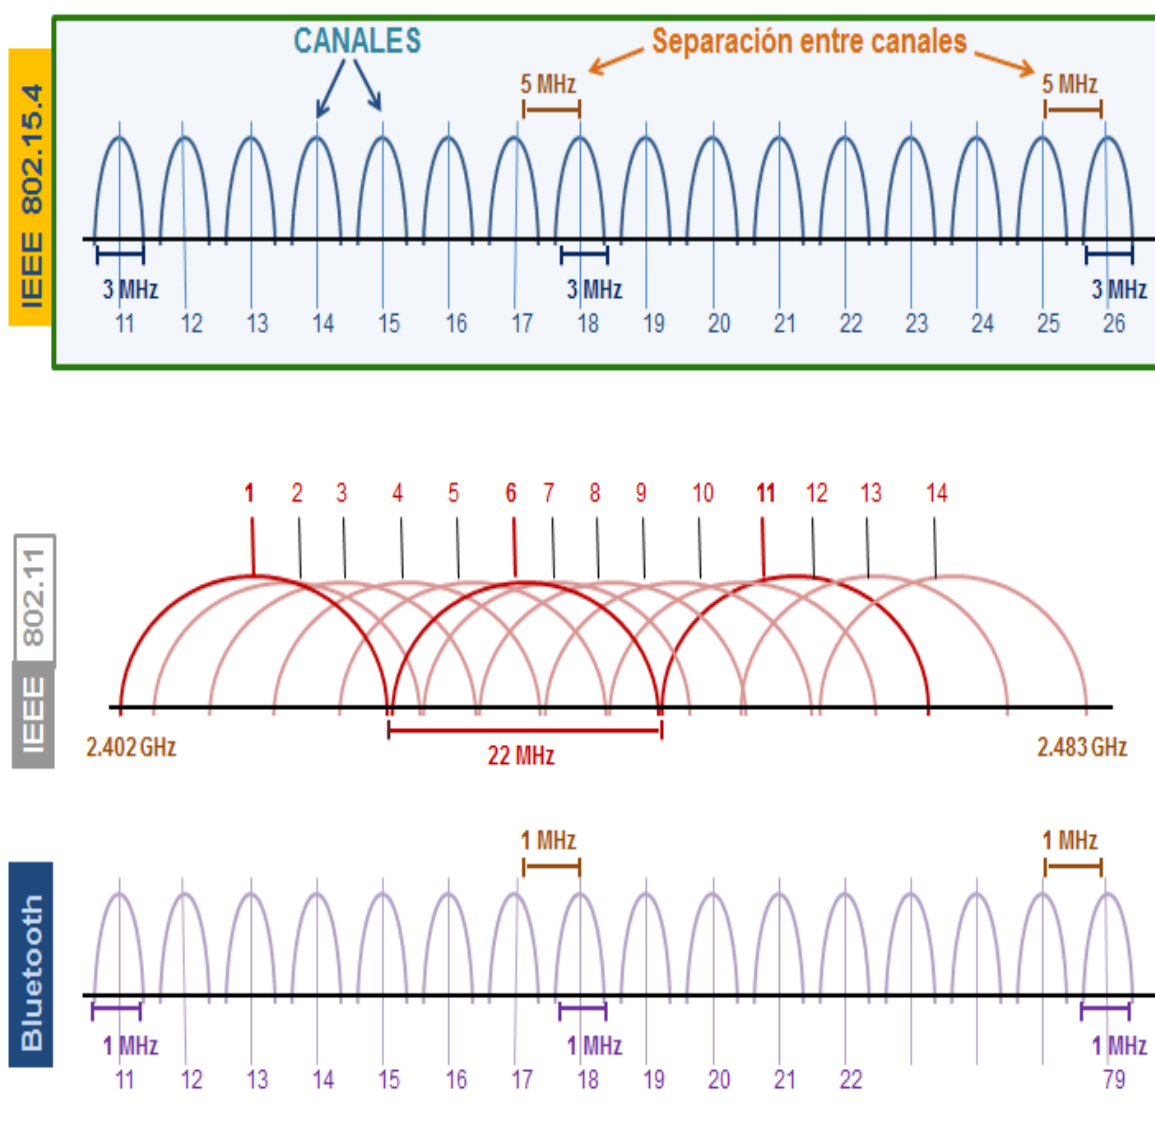 IEEE 802.15.4
CANALES
Separación entre canales
5 MHz
5 MHz
3 MHz
3 MHz
3 MHz
11 12 13 14 15 16 17 18 19 20 21 22 23 24 25 26
IEEE 802.11
1 2 3 4 5 6 7 8 9 10 11 12 13 14
2.402 GHz
22 MHz
2.483 GHz
Bluetooth
1 MHz
1 MHz
1 MHz
1 MHz
1 MHz
11 12 13 14 15 16 17 18 19 20 21 22 79